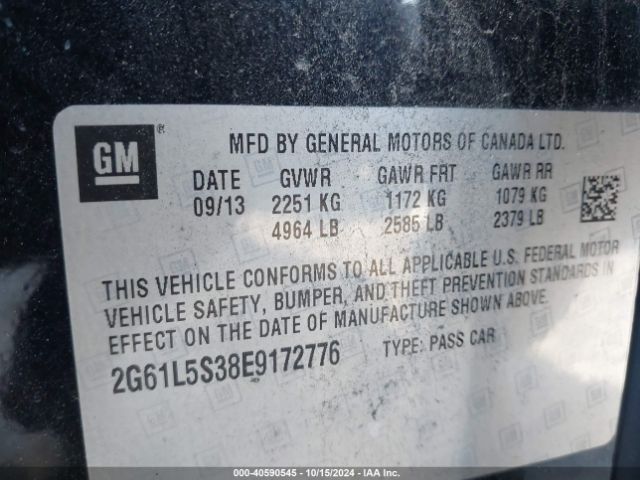 GM
®
MFD BY GENERAL MOTORS OF CANADA LTD.
DATE GVWR GAWR FRT GAWR RR
09/13 2251 KG 1172 KG 1079 KG
4964 LB 2585 LB 2379 LB
THIS VEHICLE CONFORMS TO ALL APPLICABLE U.S. FEDERAL MOTOR
VEHICLE SAFETY, BUMPER, AND THEFT PREVENTION STANDARDS IN
EFFECT ON THE DATE OF MANUFACTURE SHOWN ABOVE.
2G61L5S38E9172776 TYPE: PASS CAR
000-40590545 - 10/15/2024 - IAA Inc.